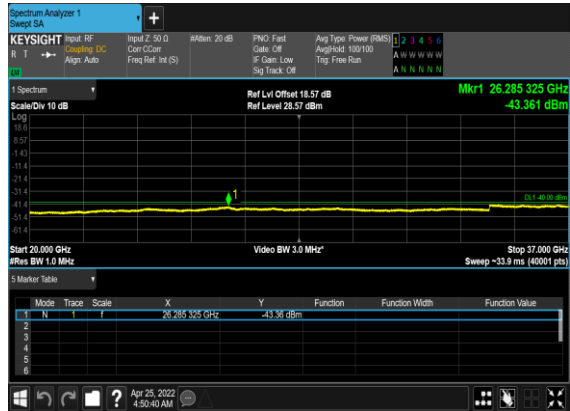 Spectrum Analyzer 1
Swept SA
+
KEYSIGHT Input: RF Input Z: 50 Ω #Atten: 20 dB PNO: Fast Avg Type: Power (RMS) 1 2 3 4 5 6
R T Coupling: DC Corr CCorr Gate: Off Avg|Hold: 100/100 A W W W W W
Align: Auto Freq Ref: Int (S) IF Gain: Low Trig: Free Run
LW Sig Track: Off A N N N N N
1 Spectrum Ref Lvl Offset 18.57 dB Mkr1 26.285 325 GHz
Scale/Div 10 dB Ref Level 28.57 dBm -43.361 dBm
Log
18.6
8.57
-1.43
-11.4
-21.4
-31.4
1
DL1 -40.00 dBm
-41.4
-51.4
-61.4
Start 20.000 GHz Video BW 3.0 MHz* Stop 37.000 GHz
#Res BW 1.0 MHz Sweep ~33.9 ms (40001 pts)
5 Marker Table
Mode Trace Scale X Y Function Function Width Function Value
1 N 1 f 26.285 325 GHz -43.36 dBm
2
3
4
5
6
? Apr 25, 2022
4:50:40 AM